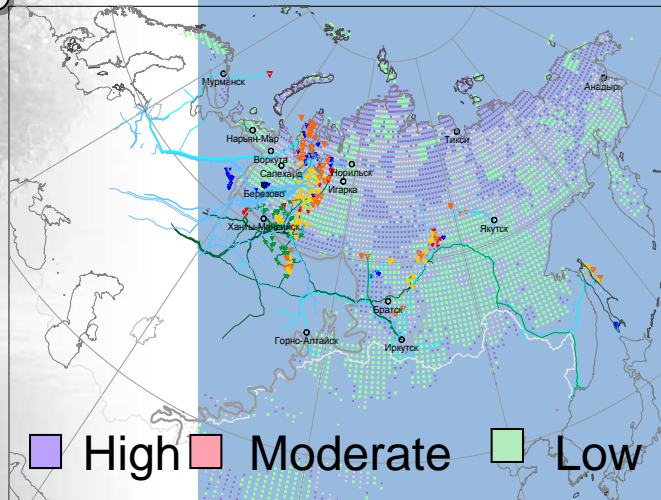 Мурманск
Анадырь
Нарьян-Мар
Тикси
Воркута
Салехард
Норильск
Березово
Игарка
Ханты-Мансийск
Якутск
Братск
Горно-Алтайск
Иркутск
High Moderate Low